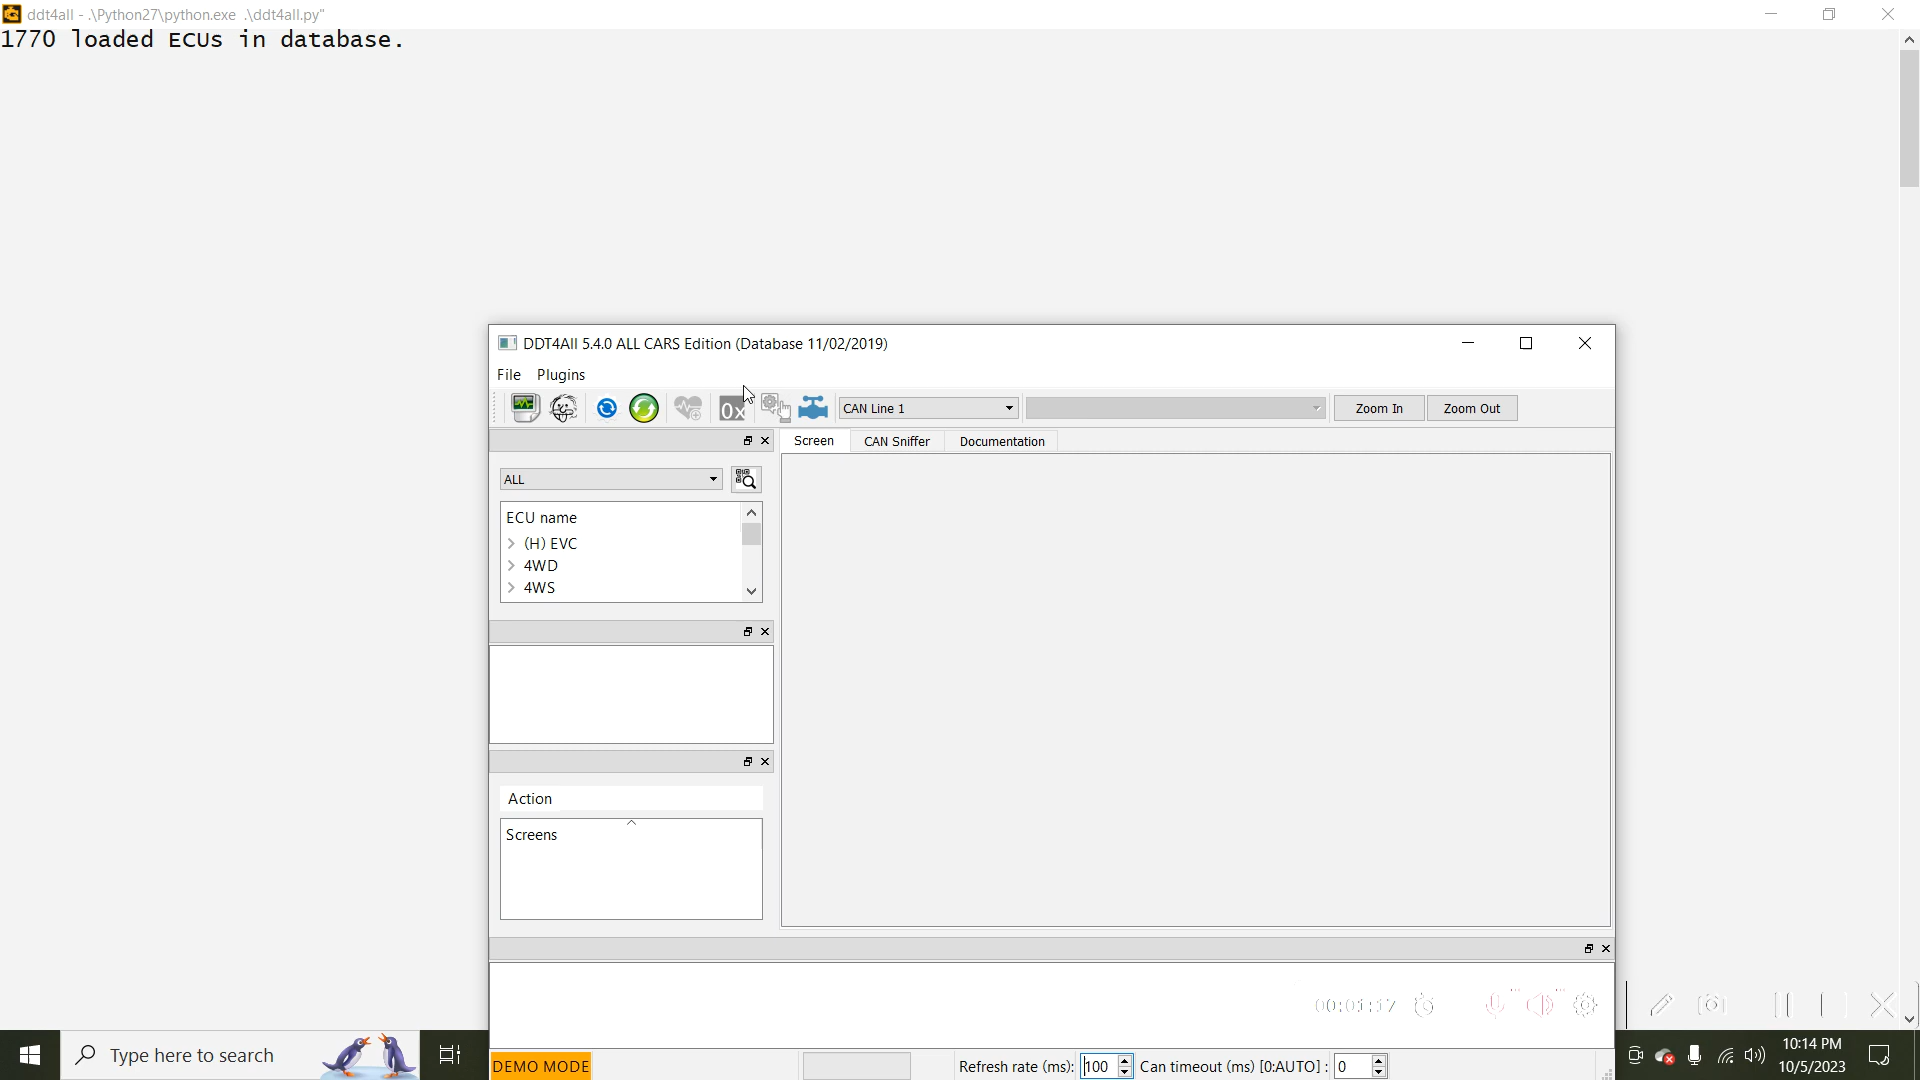 ddt4all - .\Python27\python.exe .\ddt4all.py"
1770 loaded ECUs in database.
DDT4All 5.4.0 ALL CARS Edition (Database 11/02/2019)
File Plugins
0x CAN Line 1 Zoom In Zoom Out
Screen CAN Sniffer Documentation
ALL
ECU name
(H) EVC
4WD
4WS
Action
Screens
00:01:17
DEMO MODE Refresh rate (ms): 100 Can timeout (ms) [0:AUTO] : 0
Type here to search
10:14 PM
10/5/2023